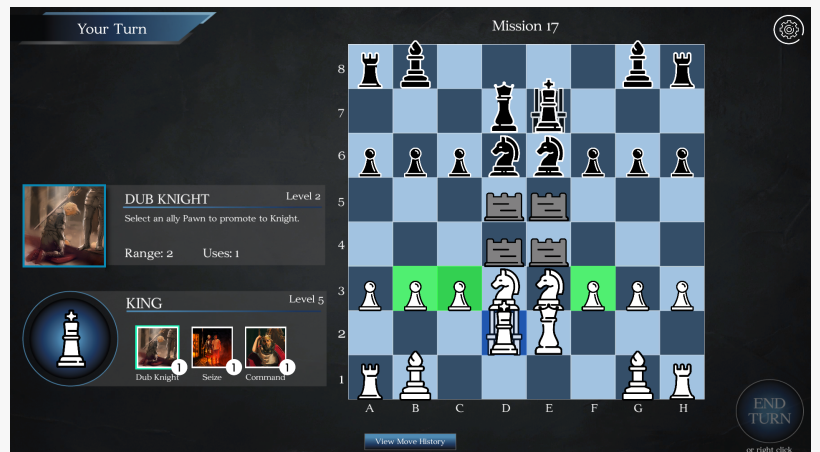 Your Turn
Mission 17
8
7
6
5
4
3
2
1
DUB KNIGHT Level 2
Select an ally Pawn to promote to Knight.
Range: 2 Uses: 1
KING Level 5
1 1 1
Dub Knight Seize Command
A B C D E F G H
END
TURN
or right click
View Move History